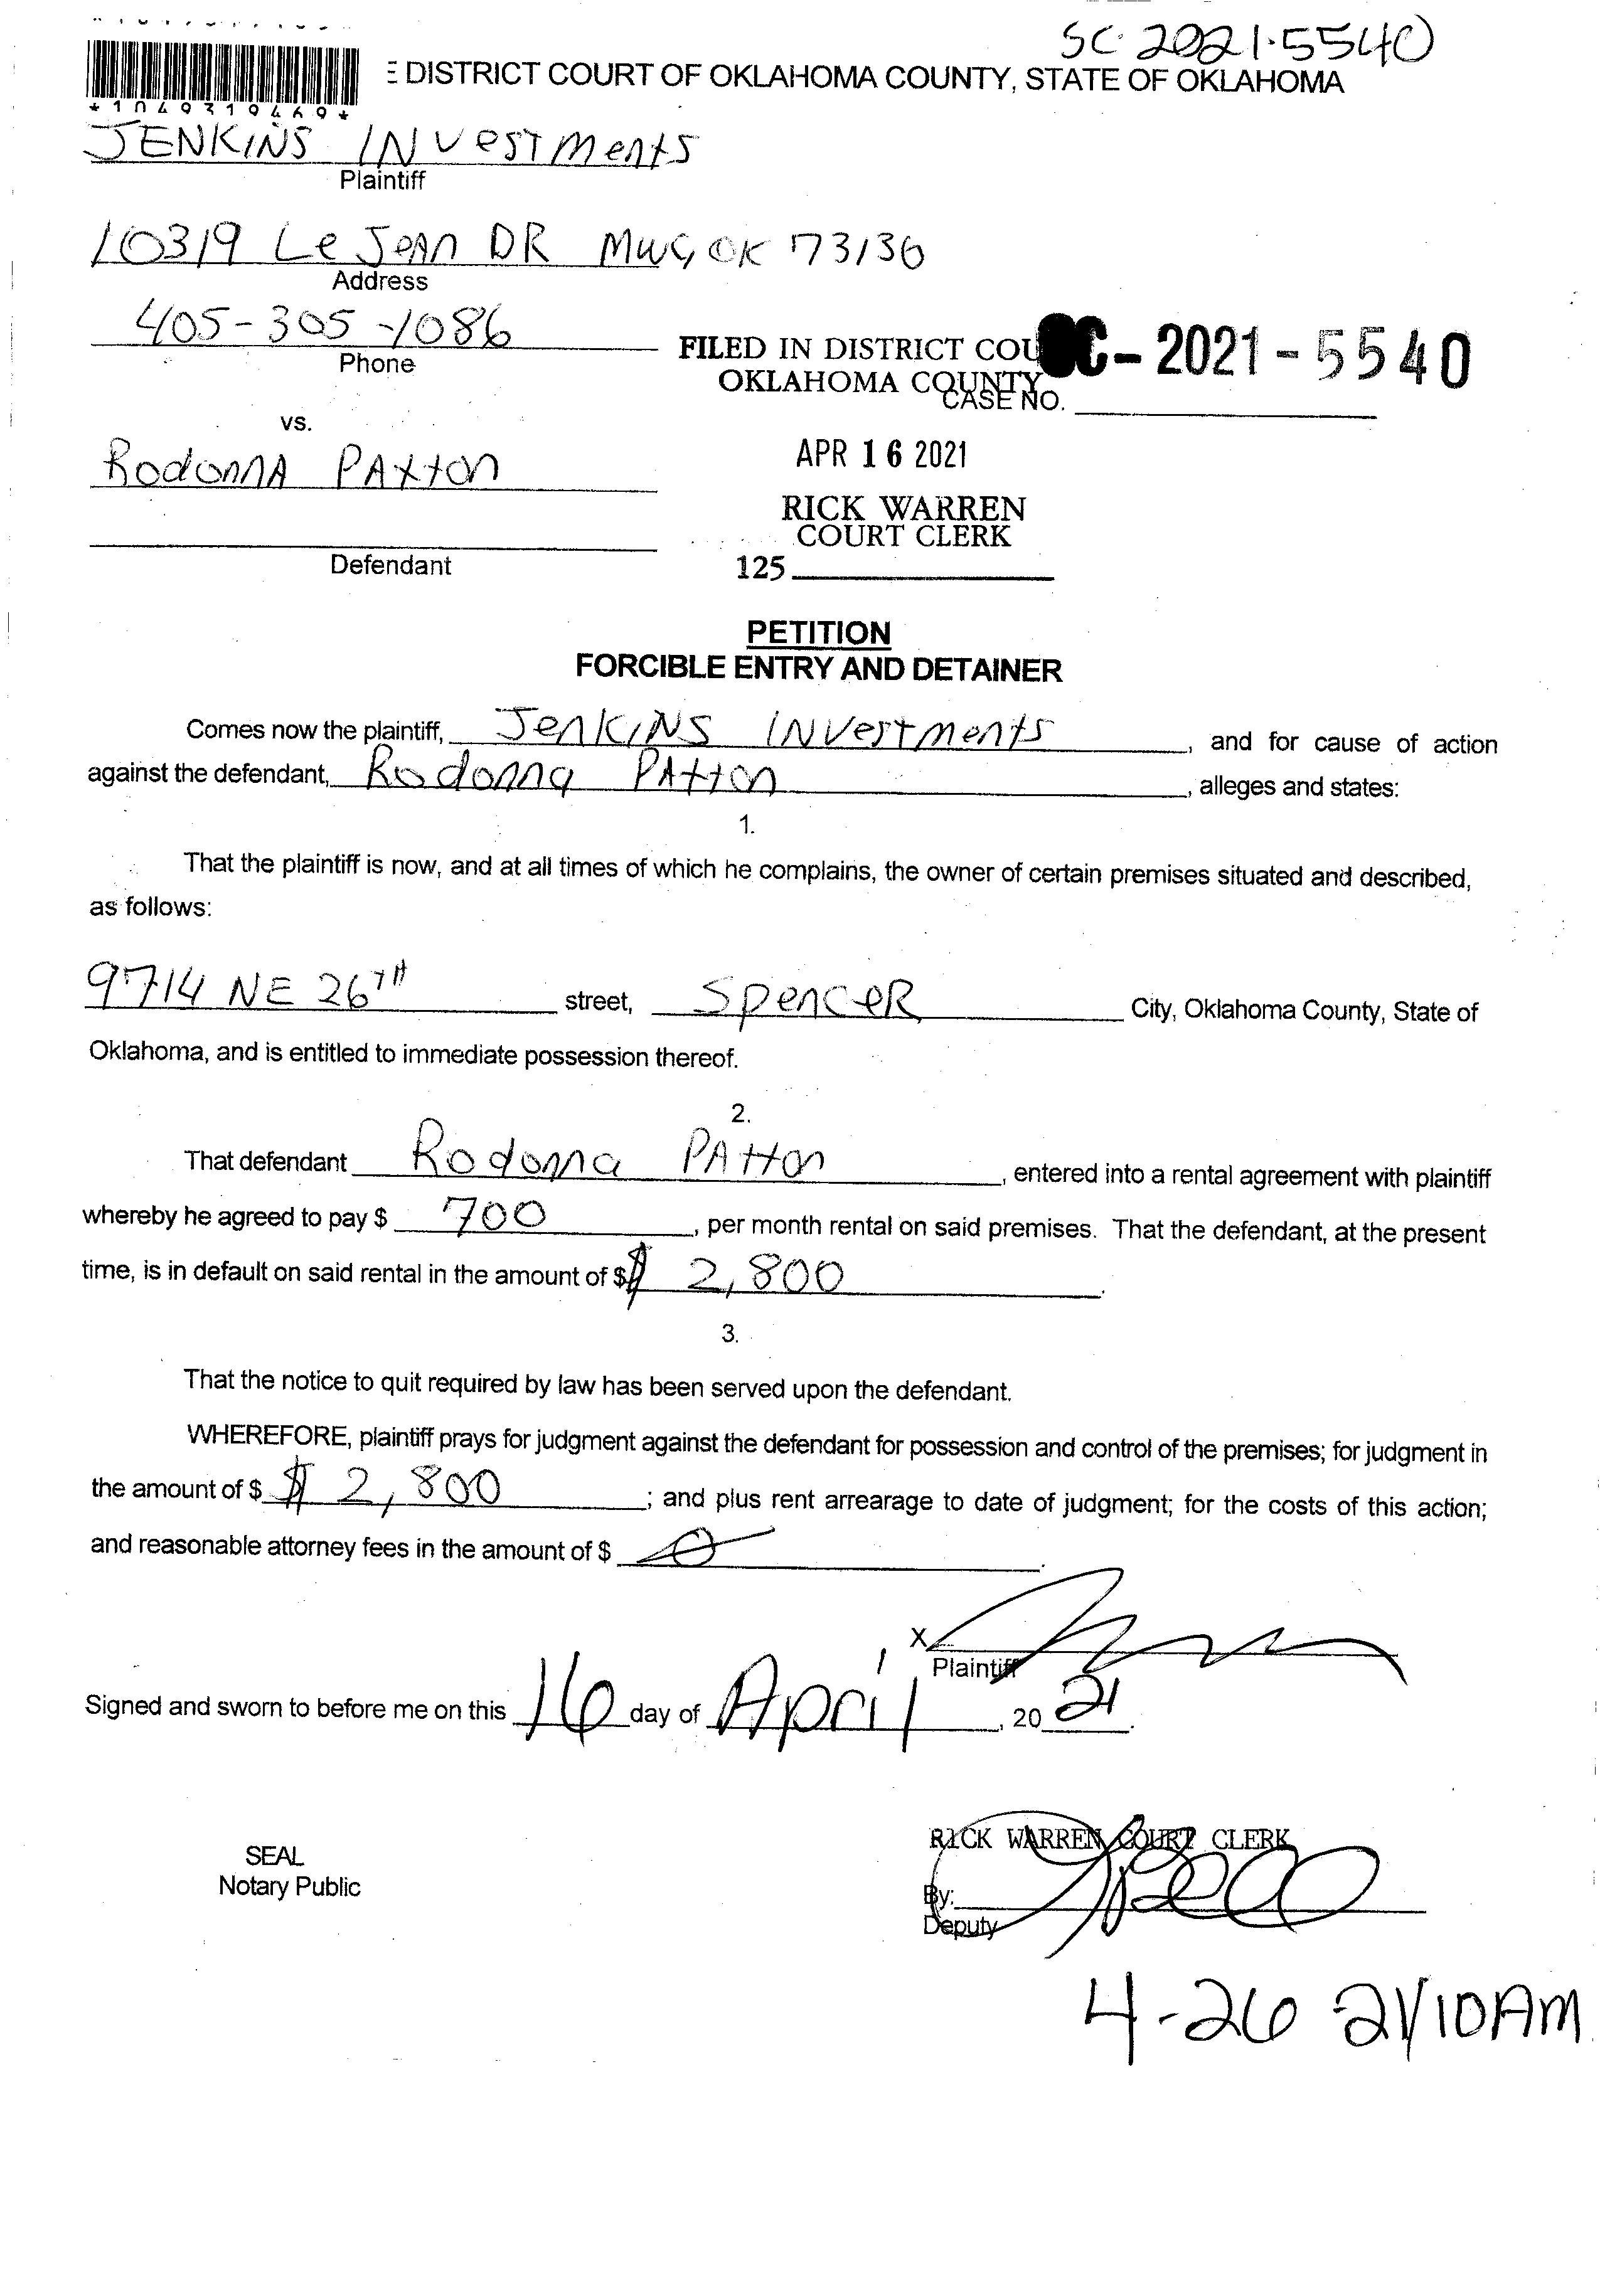 SC-2021-5540
E DISTRICT COURT OF OKLAHOMA COUNTY, STATE OF OKLAHOMA
*1049319469*
JENKINS INVESTMENTS
Plaintiff
10319 Le Jean DR MWC, OK 73130
Address
405-305-1086
Phone
FILED IN DISTRICT COU
SC-2021-5540
OKLAHOMA COUNTY
CASE NO.
vs.
APR 16 2021
Rodonna PAxton
RICK WARREN
COURT CLERK
Defendant
125
PETITION
FORCIBLE ENTRY AND DETAINER
Comes now the plaintiff, Jenkins Investments, and for cause of action
against the defendant, Rodonna PAtton, alleges and states:
1.
That the plaintiff is now, and at all times of which he complains, the owner of certain premises situated and described,
as follows:
9714 NE 26TH street, Spencer City, Oklahoma County, State of
Oklahoma, and is entitled to immediate possession thereof.
2.
That defendant Rodonna PAtton, entered into a rental agreement with plaintiff
whereby he agreed to pay $ 700, per month rental on said premises. That the defendant, at the present
time, is in default on said rental in the amount of $$ 2,800.
3.
That the notice to quit required by law has been served upon the defendant.
WHEREFORE, plaintiff prays for judgment against the defendant for possession and control of the premises; for judgment in
the amount of $ $ 2,800; and plus rent arrearage to date of judgment; for the costs of this action;
and reasonable attorney fees in the amount of $ 0.
X
Plaintiff
Signed and sworn to before me on this 16 day of April, 2021.
RICK WARREN COURT CLERK
SEAL
Notary Public
By:
Deputy
4-26 21/10AM